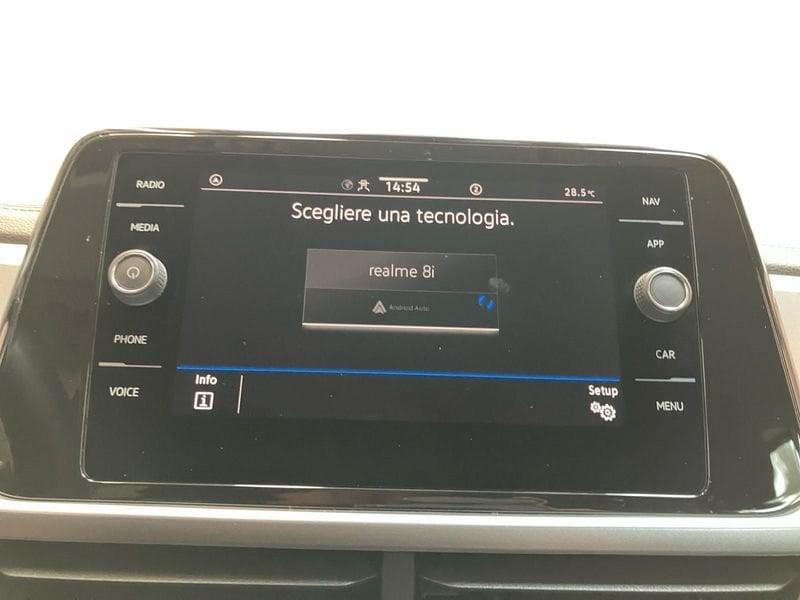 RADIO
MEDIA
PHONE
VOICE
14:54
2
28.5°C
Scegliere una tecnologia.
realme 8i
Android Auto
Info
Setup
NAV
APP
CAR
MENU